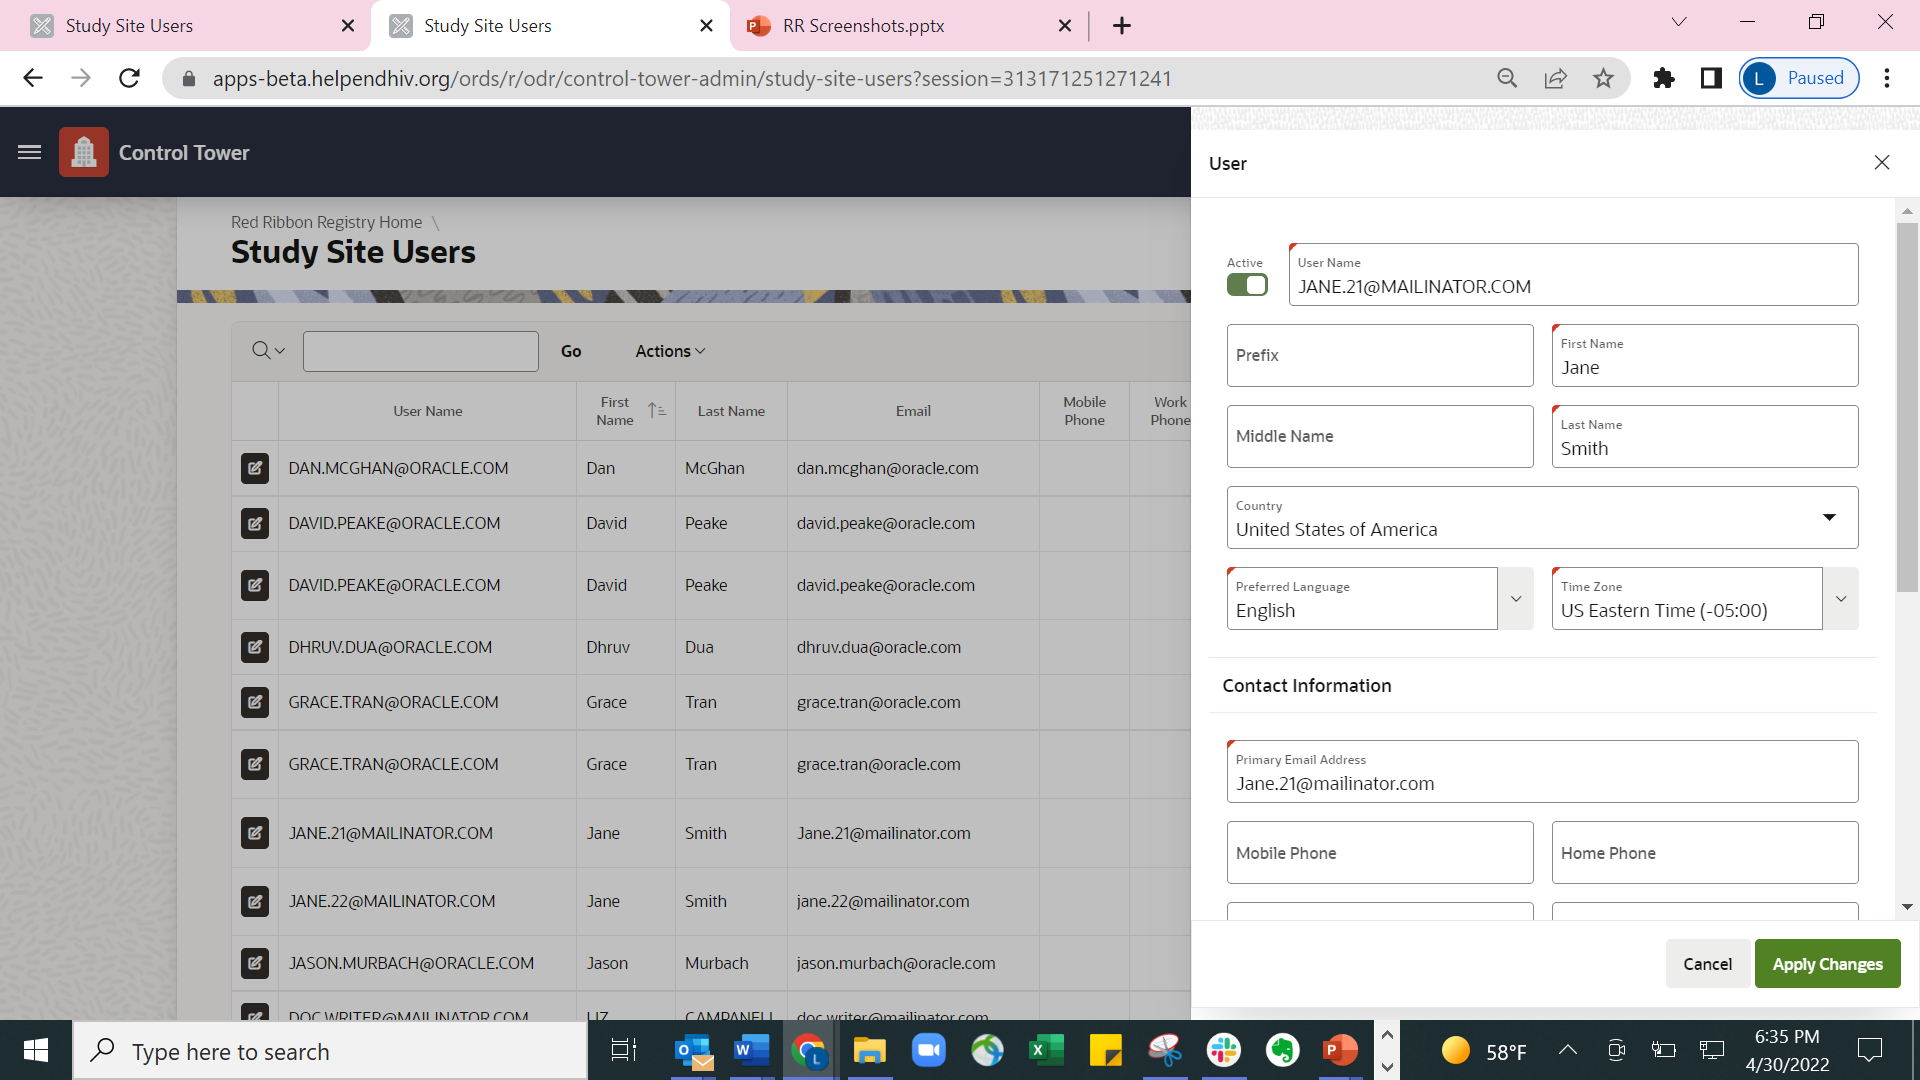 Study Site Users
Study Site Users
RR Screenshots.pptx
apps-beta.helpendhiv.org/ords/r/odr/control-tower-admin/study-site-users?session=313171251271241
L Paused
Control Tower
Red Ribbon Registry Home \
Study Site Users
Go Actions
User Name First Name Last Name Email Mobile Phone Work Phone
DAN.MCGHAN@ORACLE.COM Dan McGhan dan.mcghan@oracle.com
DAVID.PEAKE@ORACLE.COM David Peake david.peake@oracle.com
DAVID.PEAKE@ORACLE.COM David Peake david.peake@oracle.com
DHRUV.DUA@ORACLE.COM Dhruv Dua dhruv.dua@oracle.com
GRACE.TRAN@ORACLE.COM Grace Tran grace.tran@oracle.com
GRACE.TRAN@ORACLE.COM Grace Tran grace.tran@oracle.com
JANE.21@MAILINATOR.COM Jane Smith Jane.21@mailinator.com
JANE.22@MAILINATOR.COM Jane Smith jane.22@mailinator.com
JASON.MURBACH@ORACLE.COM Jason Murbach jason.murbach@oracle.com
DOC.WRITER@MAILINATOR.COM LIZ CAMPANELL doc.writer@mailinator.com
User
Active
User Name
JANE.21@MAILINATOR.COM
Prefix
First Name
Jane
Middle Name
Last Name
Smith
Country
United States of America
Preferred Language
English
Time Zone
US Eastern Time (-05:00)
Contact Information
Primary Email Address
Jane.21@mailinator.com
Mobile Phone
Home Phone
Cancel
Apply Changes
Type here to search
58°F
6:35 PM
4/30/2022